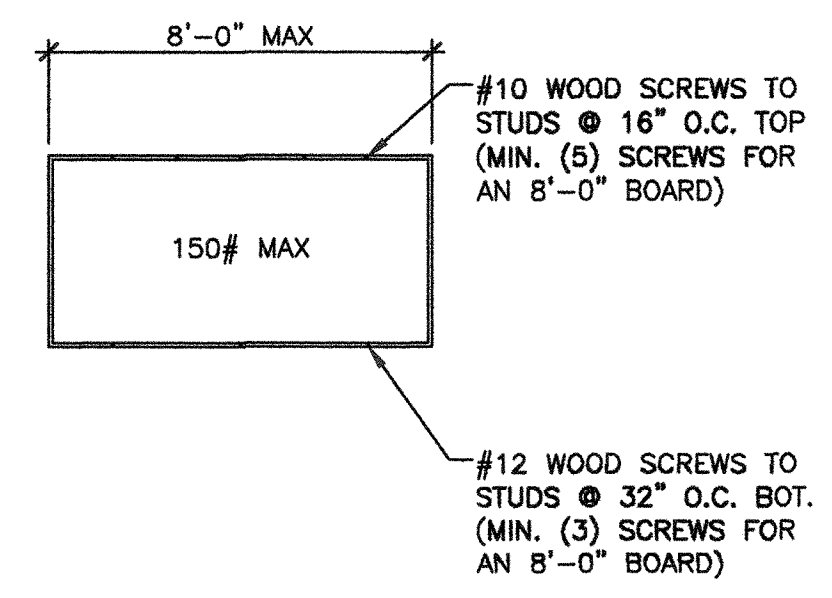 8'-0" MAX
#10 WOOD SCREWS TO
STUDS @ 16" O.C. TOP
(MIN. (5) SCREWS FOR
AN 8'-0" BOARD)
150# MAX
#12 WOOD SCREWS TO
STUDS @ 32" O.C. BOT.
(MIN. (3) SCREWS FOR
AN 8'-0" BOARD)